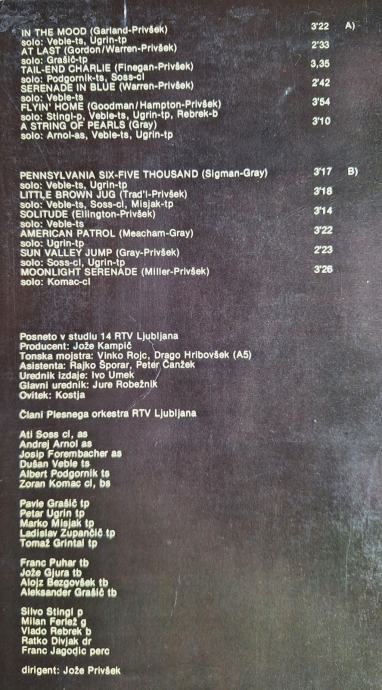 IN THE MOOD (Garland-Privšek) 3'22 A)
solo: Veble-ts, Ugrin-tp
AT LAST (Gordon/Warren-Privšek) 2'33
solo: Grašič-tp
TAIL-END CHARLIE (Finegan-Privšek) 3,35
solo: Podgornik-ts, Soss-cl
SERENADE IN BLUE (Warren-Privšek) 2'42
solo: Veble-ts
FLYIN' HOME (Goodman/Hampton-Privšek) 3'54
solo: Stingl-p, Veble-ts, Ugrin-tp, Rebrek-b
A STRING OF PEARLS (Gray) 3'10
solo: Arnol-as, Veble-ts, Ugrin-tp
PENNSYLVANIA SIX-FIVE THOUSAND (Sigman-Gray) 3'17 B)
solo: Veble-ts, Ugrin-tp
LITTLE BROWN JUG (Trad'l-Privšek) 3'18
solo: Veble-ts, Soss-cl, Misjak-tp
SOLITUDE (Ellington-Privšek) 3'14
solo: Veble-ts
AMERICAN PATROL (Meacham-Gray) 3'22
solo: Ugrin-tp
SUN VALLEY JUMP (Gray-Privšek) 2'23
solo: Soss-cl, Ugrin-tp
MOONLIGHT SERENADE (Miller-Privšek) 3'26
solo: Komac-cl
Posneto v studiu 14 RTV Ljubljana
Producent: Jože Kampič
Tonska mojstra: Vinko Rojc, Drago Hribovšek (A5)
Asistenta: Rajko Šporar, Peter Čanžek
Urednik izdaje: Ivo Umek
Glavni urednik: Jure Robežnik
Ovitek: Kostja
Člani Plesnega orkestra RTV Ljubljana
Ati Soss cl, as
Andrej Arnol as
Josip Forembacher as
Dušan Veble ts
Albert Podgornik ts
Zoran Komac cl, bs
Pavle Grašič tp
Petar Ugrin tp
Marko Misjak tp
Ladislav Zupančič tp
Tomaž Grintal tp
Franc Puhar tb
Jože Gjura tb
Alojz Bezgovšek tb
Aleksander Grašič tb
Silvo Stingl p
Milan Ferlež g
Vlado Rebrek b
Ratko Divjak dr
Franc Jagodic perc
dirigent: Jože Privšek